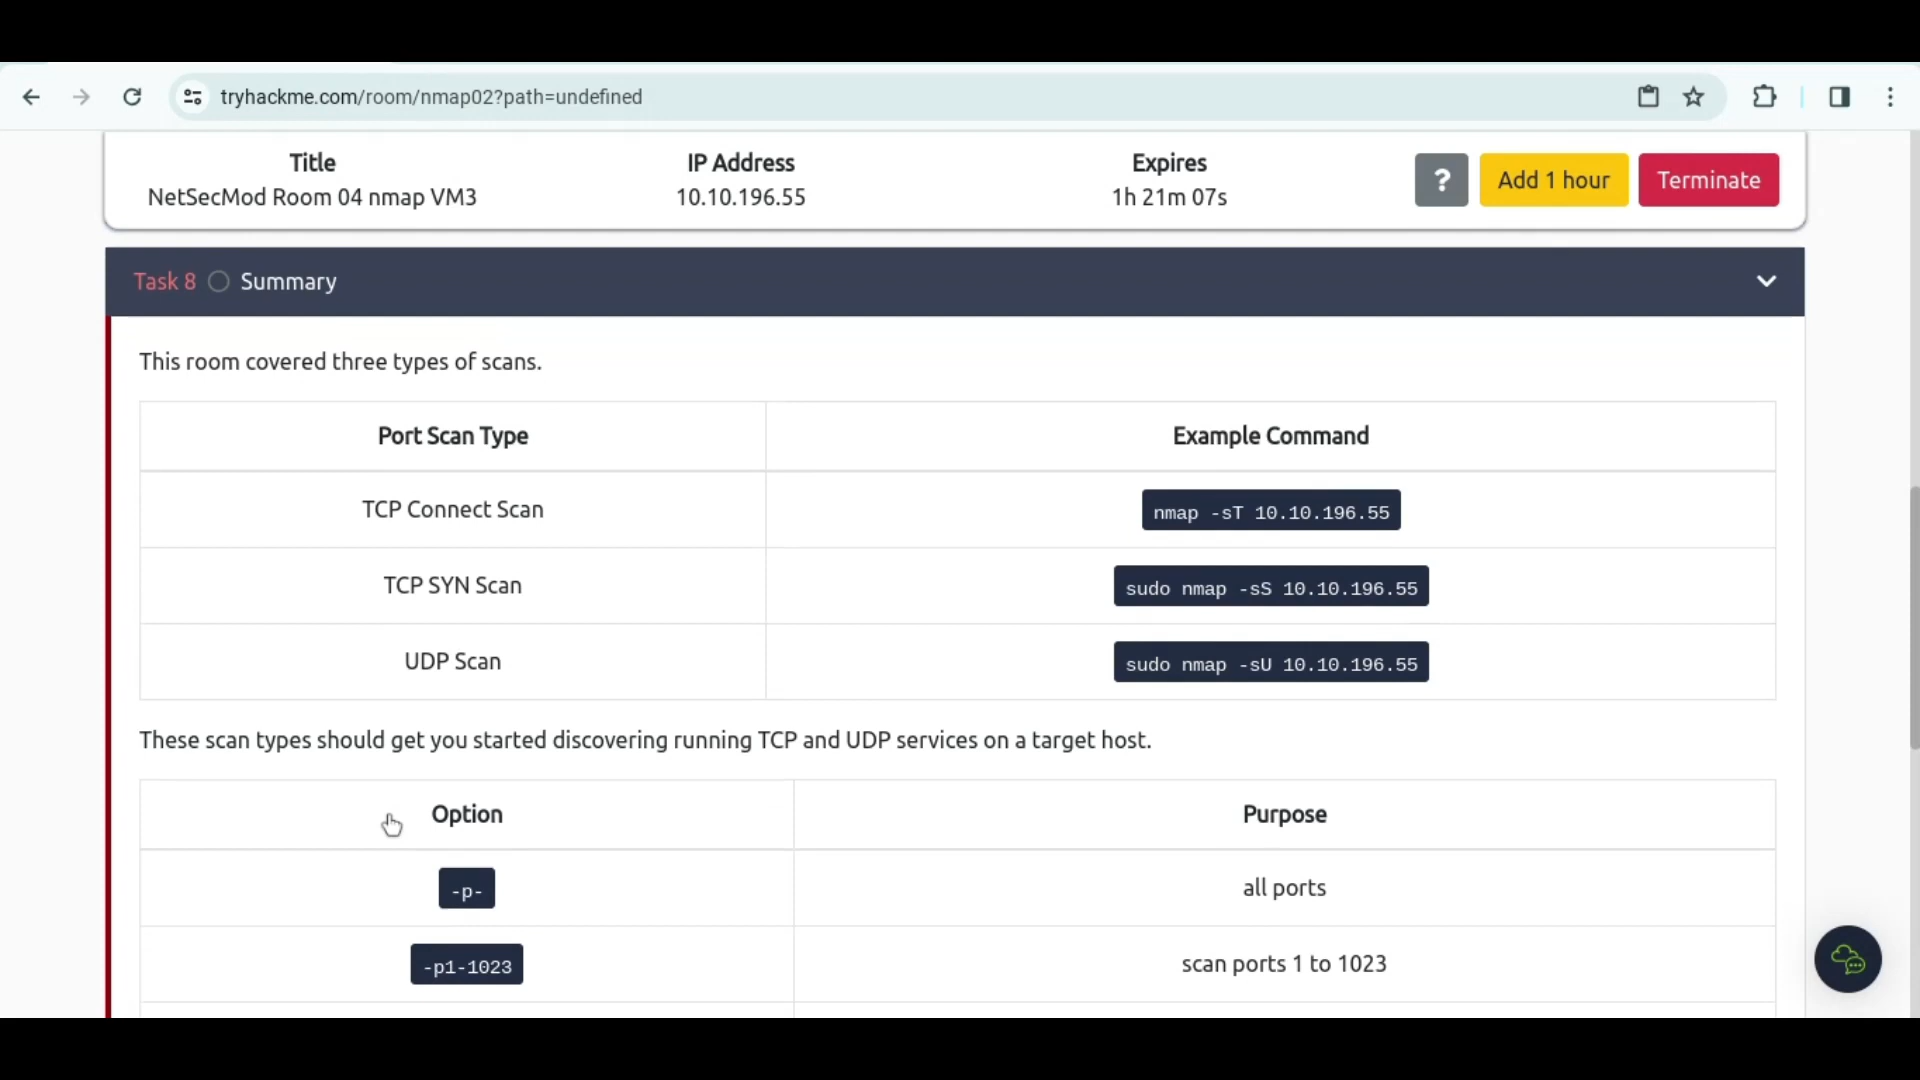 tryhackme.com/room/nmap02?path=undefined
Title
IP Address
Expires
NetSecMod Room 04 nmap VM3
10.10.196.55
1h 21m 07s
?
Add 1 hour
Terminate
Task 8 Summary
This room covered three types of scans.
Port Scan Type
Example Command
TCP Connect Scan
nmap -sT 10.10.196.55
TCP SYN Scan
sudo nmap -sS 10.10.196.55
UDP Scan
sudo nmap -sU 10.10.196.55
These scan types should get you started discovering running TCP and UDP services on a target host.
Option
Purpose
-p-
all ports
-p1-1023
scan ports 1 to 1023